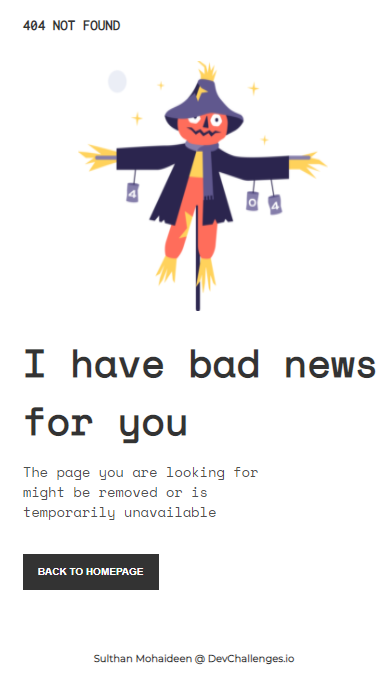 404 NOT FOUND
4
0
4
I have bad news
for you
The page you are looking for
might be removed or is
temporarily unavailable
BACK TO HOMEPAGE
Sulthan Mohaideen @ DevChallenges.io